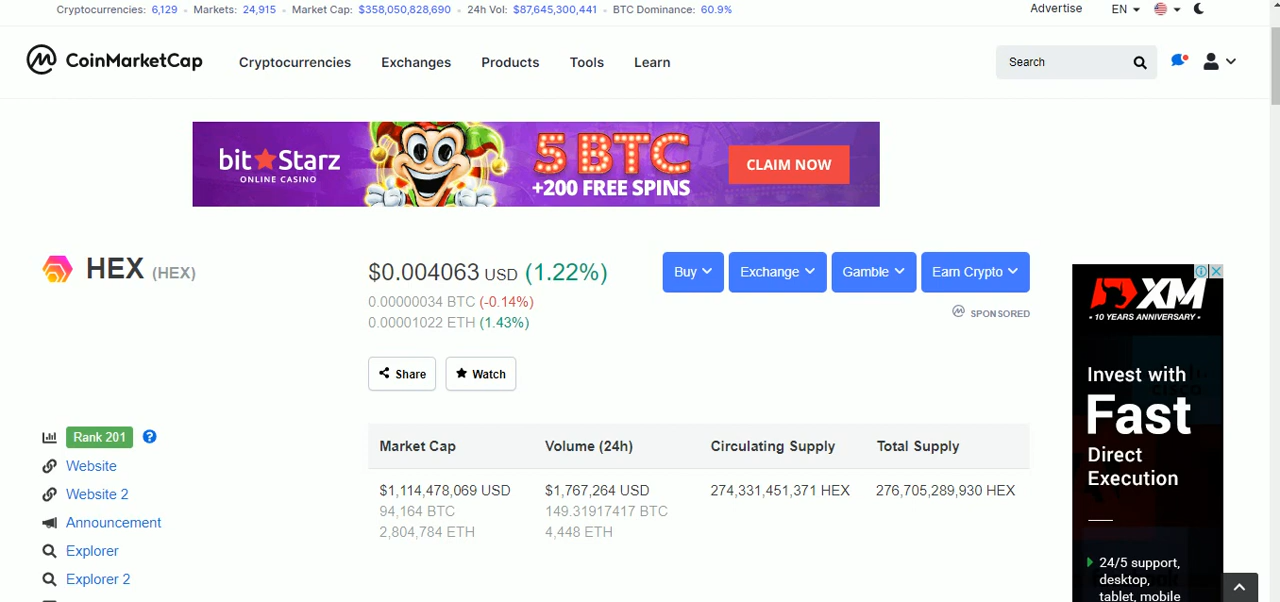 Cryptocurrencies: 6,129 • Markets: 24,915 • Market Cap: $358,050,828,690 • 24h Vol: $87,645,300,441 • BTC Dominance: 60.9%
Advertise EN
CoinMarketCap Cryptocurrencies Exchanges Products Tools Learn Search
bitStarz
ONLINE CASINO
5 BTC
+200 FREE SPINS
CLAIM NOW
HEX (HEX)
$0.004063 USD (1.22%)
0.00000034 BTC (-0.14%)
0.00001022 ETH (1.43%)
Buy Exchange Gamble Earn Crypto
SPONSORED
Share Watch
Rank 201 ?
Website
Website 2
Announcement
Explorer
Explorer 2
Market Cap Volume (24h) Circulating Supply Total Supply
$1,114,478,069 USD $1,767,264 USD 274,331,451,371 HEX 276,705,289,930 HEX
94,164 BTC 149.31917417 BTC
2,804,784 ETH 4,448 ETH
XM
• 10 YEARS ANNIVERSARY •
Invest with
Fast
Direct
Execution
24/5 support,
desktop,
tablet, mobile